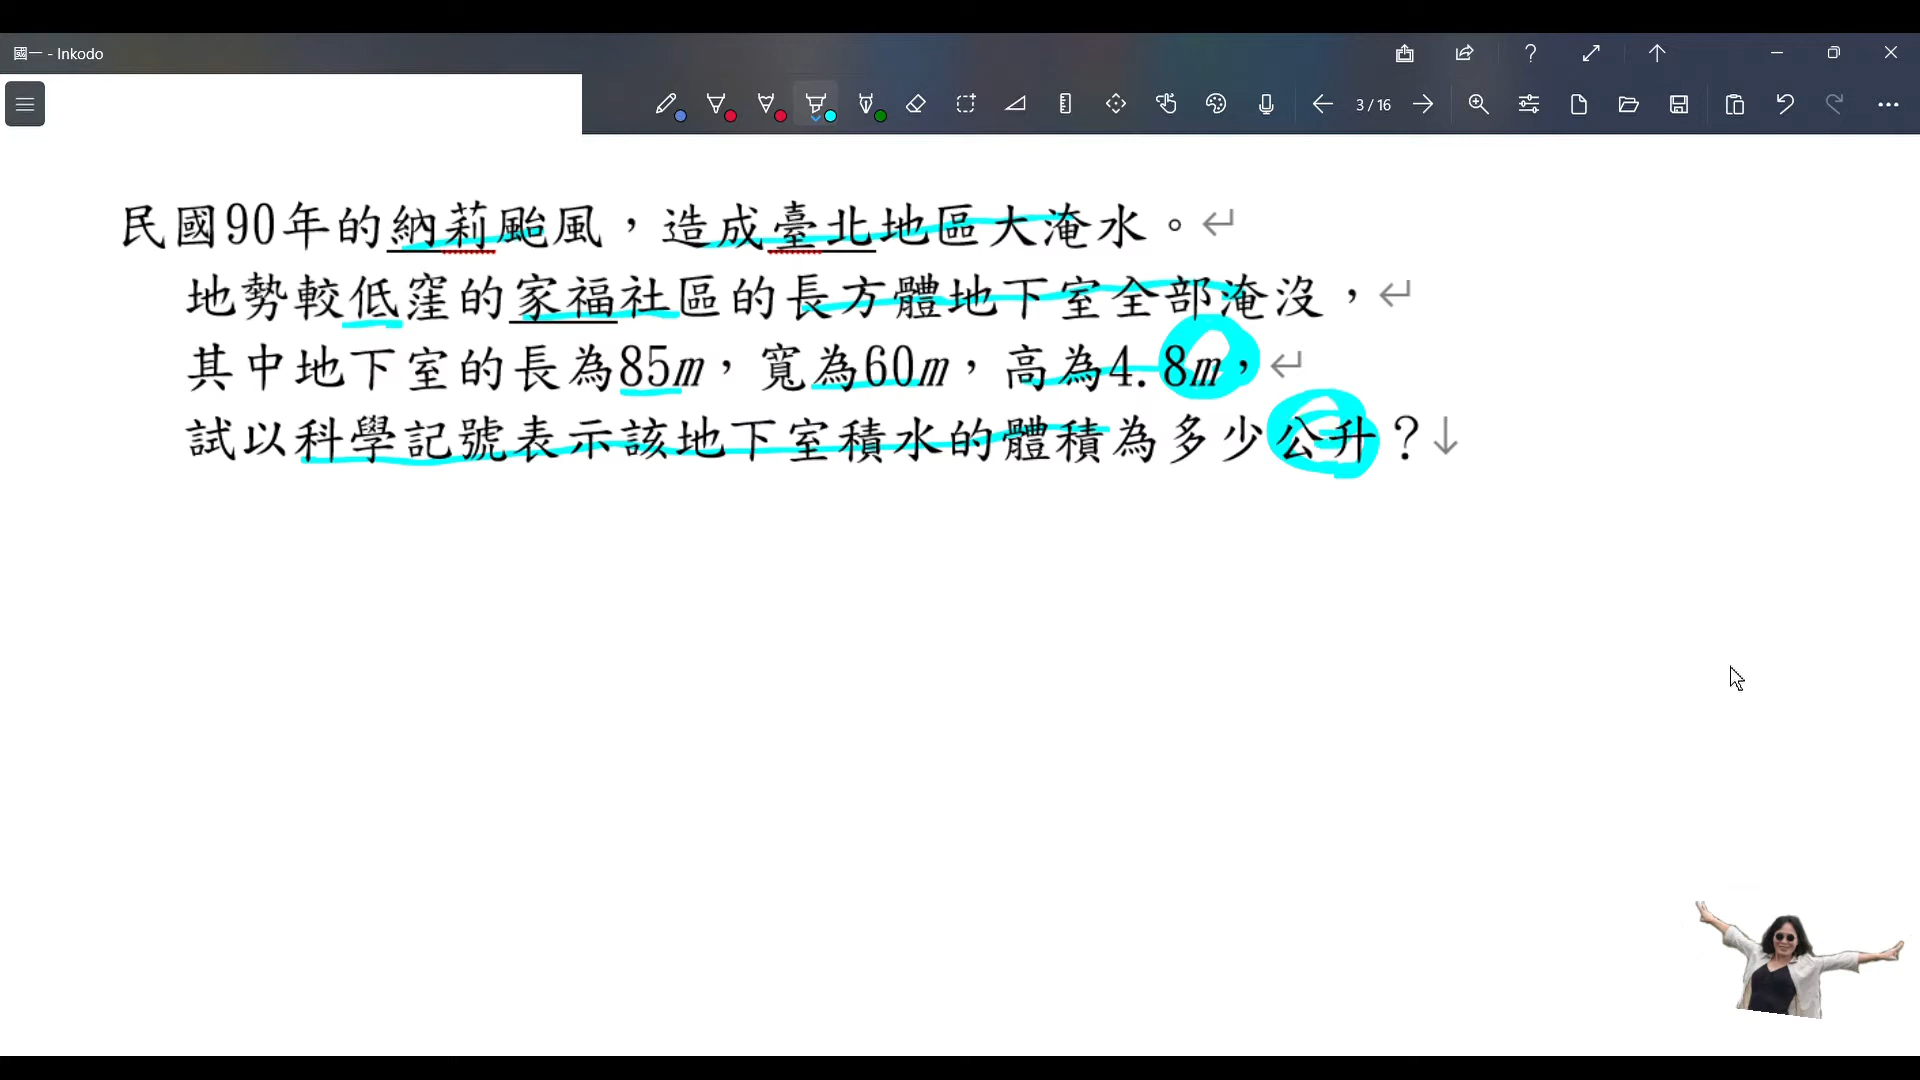 國一 - Inkodo
3 / 16
民國90年的納莉颱風，造成臺北地區大淹水。
地勢較低窪的家福社區的長方體地下室全部淹沒，
其中地下室的長為85m，寬為60m，高為4.8m，
試以科學記號表示該地下室積水的體積為多少公升？